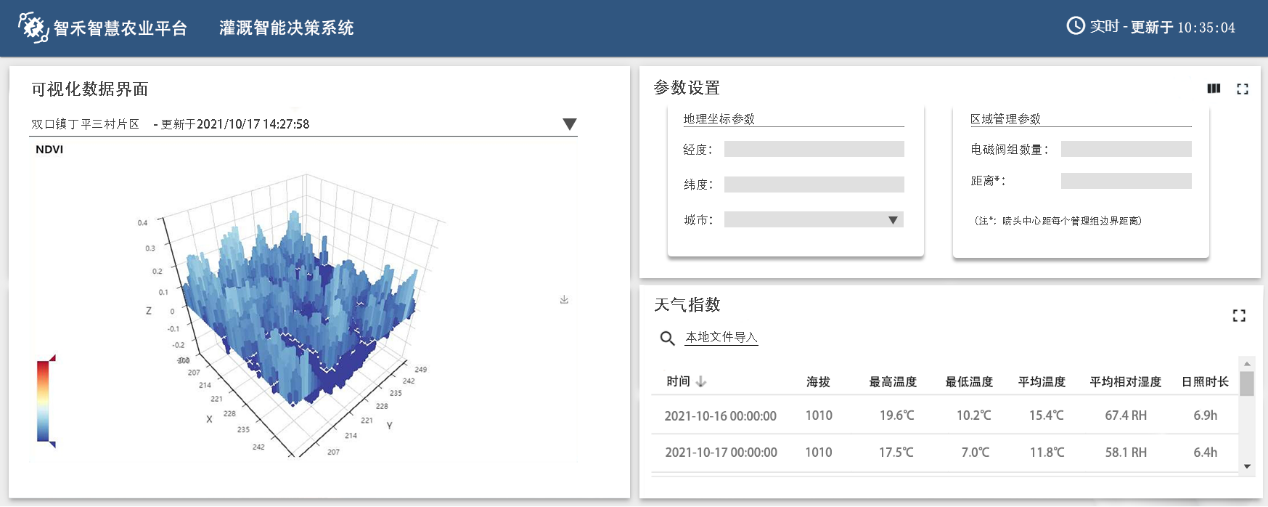 智禾智慧农业平台 灌溉智能决策系统 实时 - 更新于 10:35:04
可视化数据界面
双口镇丁平三村片区 - 更新于2021/10/17 14:27:58
NDVI
0.4
0.3
0.2
0.1
0
-0.1
-0.2
Z
200
207
214
221
228
235
242
X
207
214
221
228
235
242
249
Y
参数设置
地理坐标参数
经度：
纬度：
城市：
区域管理参数
电磁阀组数量：
距离*：
（注*：喷头中心距每个管理组边界距离）
天气指数
本地文件导入
时间 海拔 最高温度 最低温度 平均温度 平均相对湿度 日照时长
2021-10-16 00:00:00 1010 19.6℃ 10.2℃ 15.4℃ 67.4 RH 6.9h
2021-10-17 00:00:00 1010 17.5℃ 7.0℃ 11.8℃ 58.1 RH 6.4h